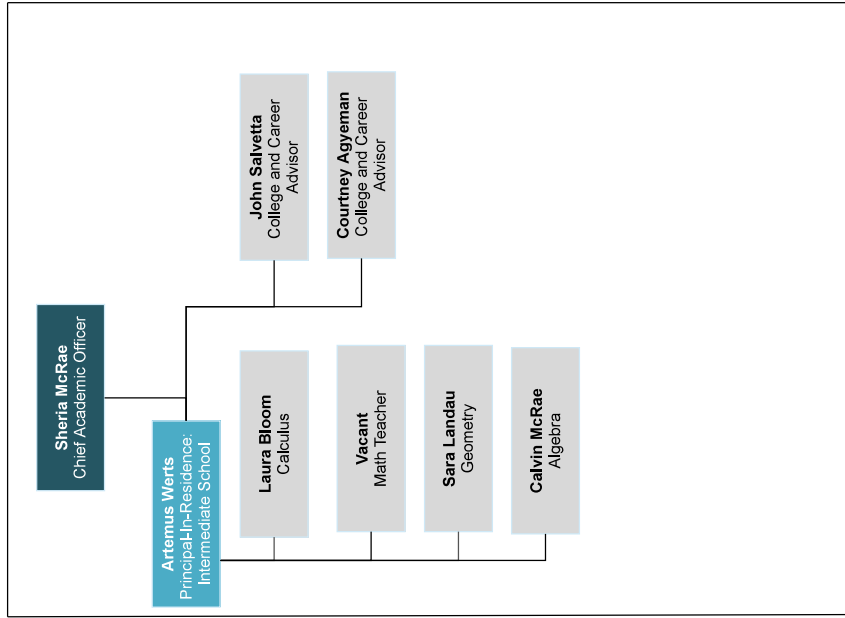 Sheria McRae
Chief Academic Officer
Artemus Werts
Principal-In-Residence:
Intermediate School
John Salvetta
College and Career
Advisor
Courtney Agyeman
College and Career
Advisor
Laura Bloom
Calculus
Vacant
Math Teacher
Sara Landau
Geometry
Calvin McRae
Algebra